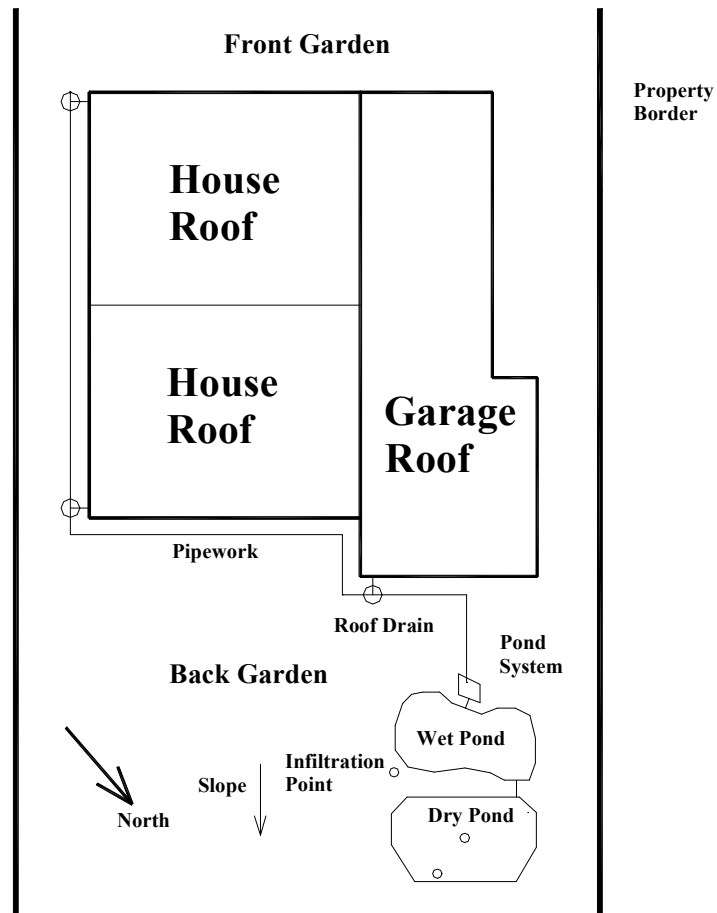 Front Garden
Property
Border
House
Roof
House
Roof
Garage
Roof
Pipework
Roof Drain
Pond
System
Back Garden
Wet Pond
Infiltration
Point
Slope
North
Dry Pond